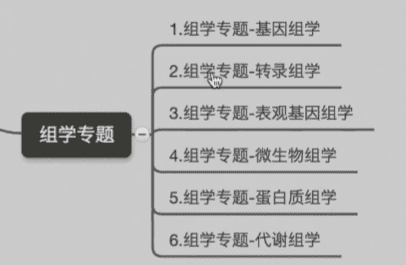 组学专题
1.组学专题-基因组学
2.组学专题-转录组学
3.组学专题-表观基因组学
4.组学专题-微生物组学
5.组学专题-蛋白质组学
6.组学专题-代谢组学